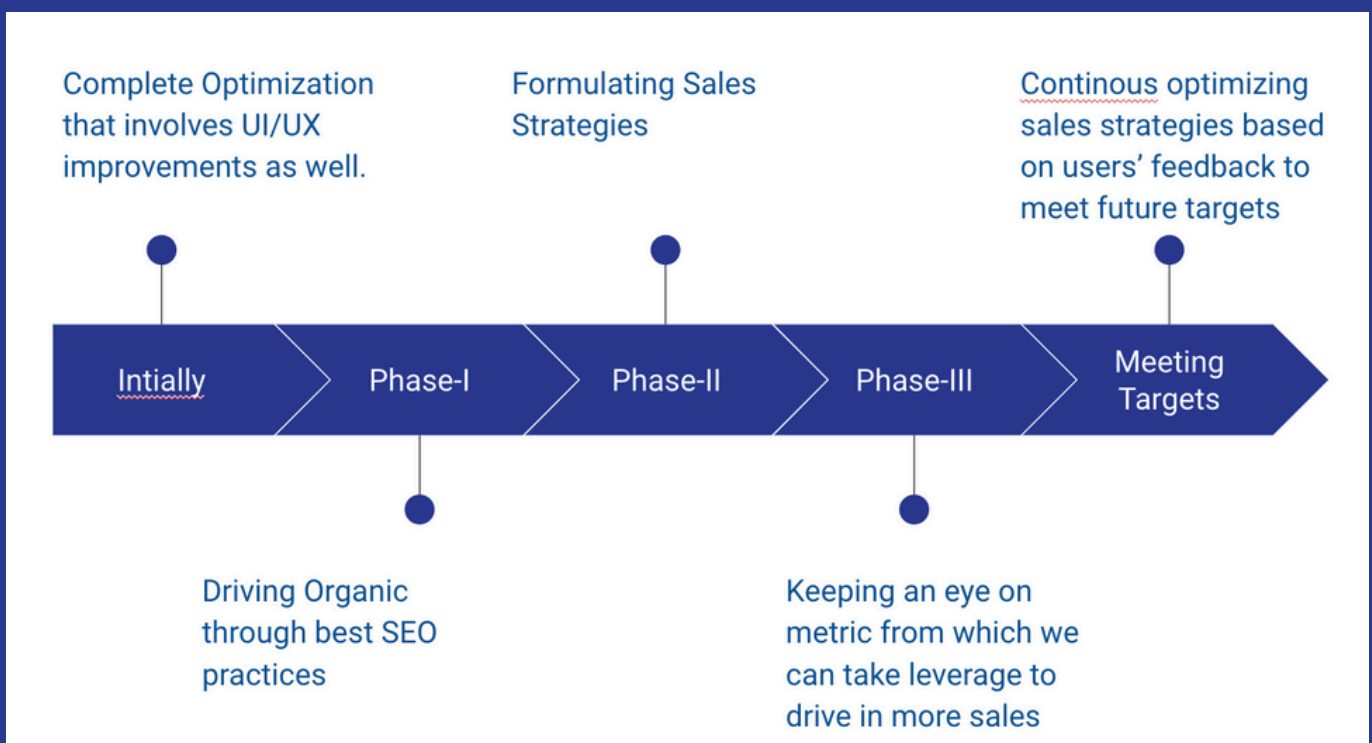 Complete Optimization
that involves UI/UX
improvements as well.
Formulating Sales
Strategies
Continous optimizing
sales strategies based
on users’ feedback to
meet future targets
Intially
Phase-I
Phase-II
Phase-III
Meeting
Targets
Driving Organic
through best SEO
practices
Keeping an eye on
metric from which we
can take leverage to
drive in more sales